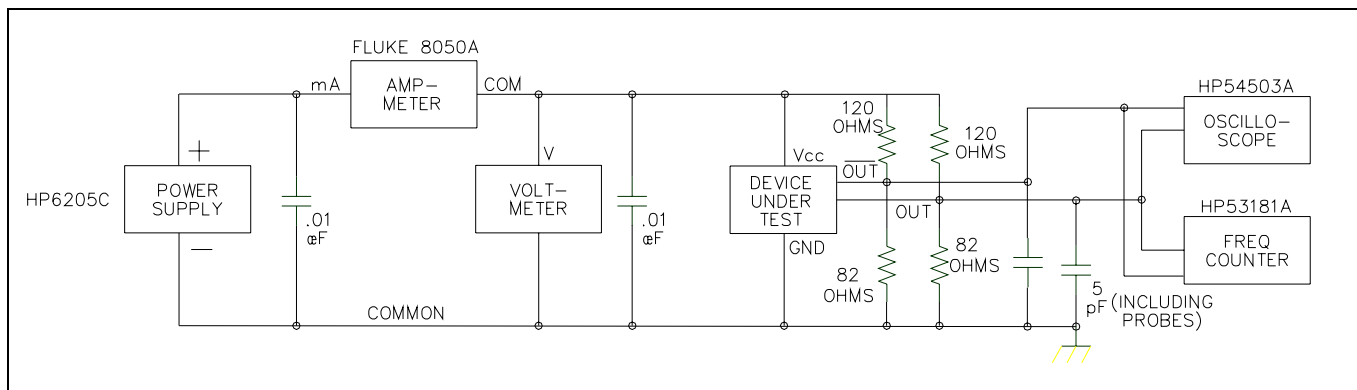 FLUKE 8050A
mA
AMP-
METER
COM
HP6205C
+
POWER
SUPPLY
—
.01
œF
V
VOLT-
METER
.01
œF
COMMON
Vcc
DEVICE
UNDER
TEST
GND
OUT
OUT
120
OHMS
120
OHMS
82
OHMS
82
OHMS
5
pF (INCLUDING
PROBES)
HP54503A
OSCILLO-
SCOPE
HP53181A
FREQ
COUNTER